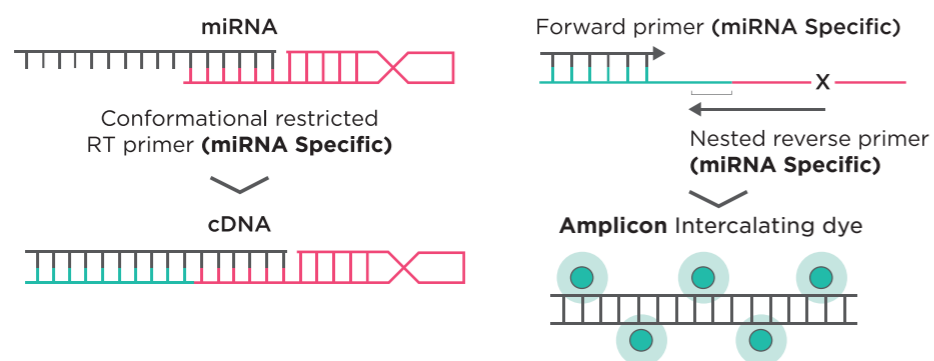 miRNA
Conformational restricted
RT primer (miRNA Specific)
cDNA
Forward primer (miRNA Specific)
X
Nested reverse primer
(miRNA Specific)
Amplicon Intercalating dye